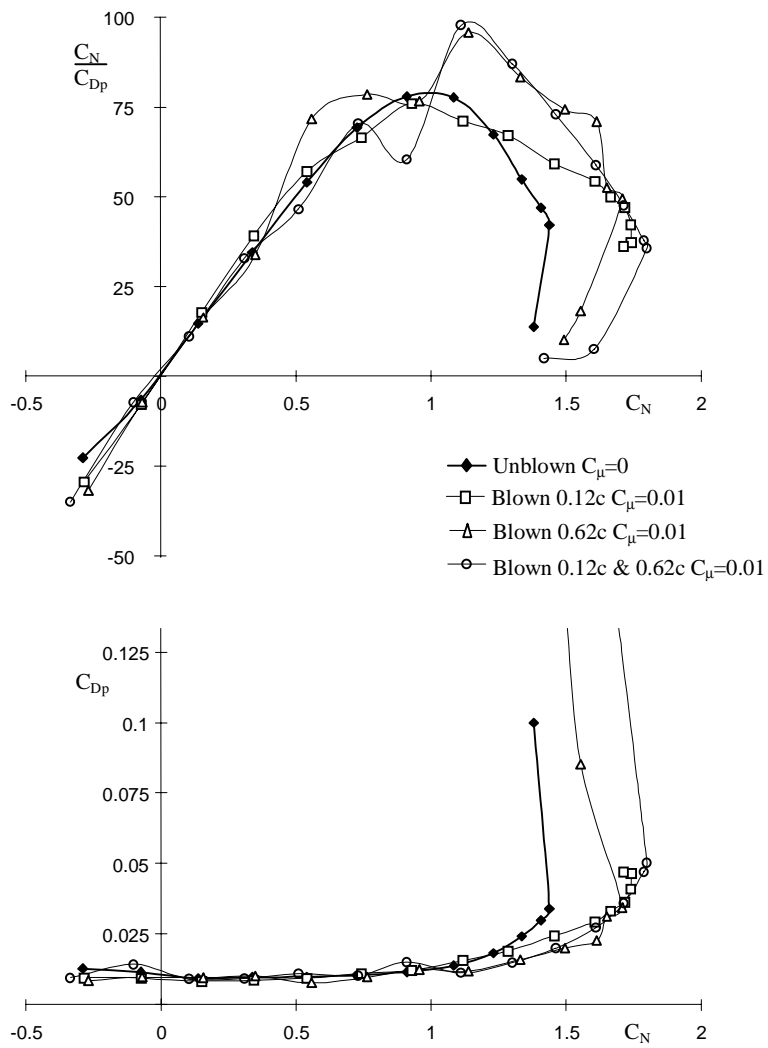 100
C_N
C_Dp
75
50
25
-0.5
0
0.5
1
1.5
2
C_N
-25
-50
Unblown C_μ=0
Blown 0.12c C_μ=0.01
Blown 0.62c C_μ=0.01
Blown 0.12c & 0.62c C_μ=0.01
0.125
C_Dp
0.1
0.075
0.05
0.025
-0.5
0
0.5
1
1.5
2
C_N